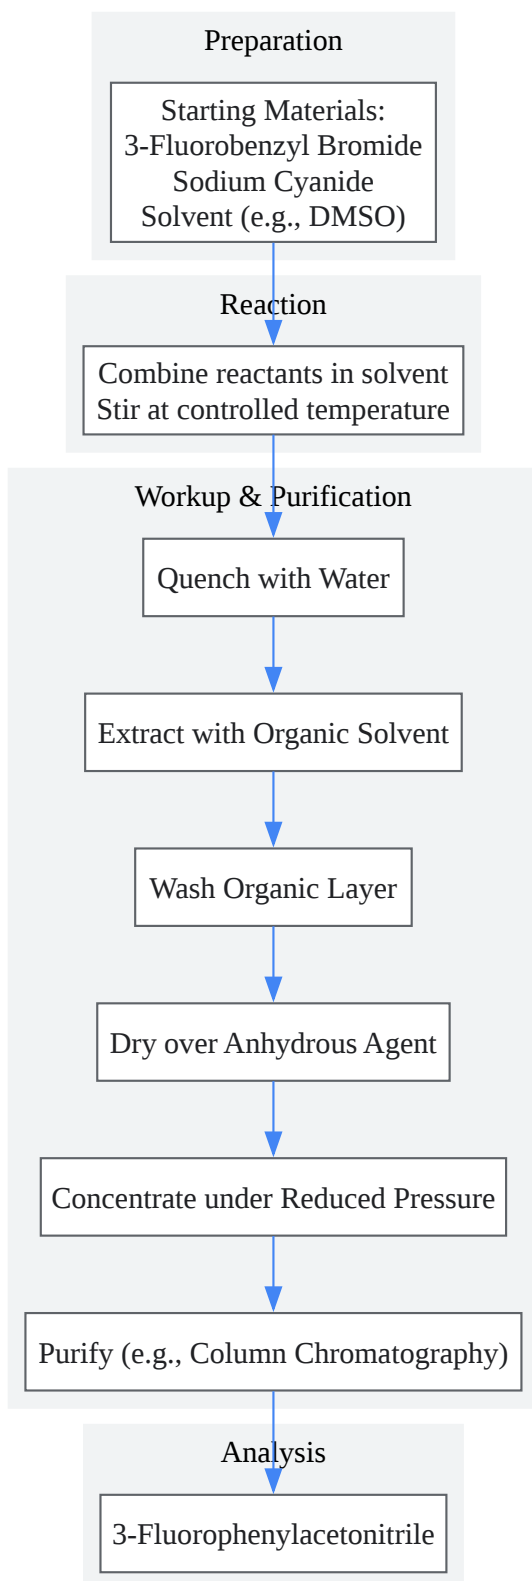 Preparation
Starting Materials:
3-Fluorobenzyl Bromide
Sodium Cyanide
Solvent (e.g., DMSO)
Reaction
Combine reactants in solvent
Stir at controlled temperature
Workup & Purification
Quench with Water
Extract with Organic Solvent
Wash Organic Layer
Dry over Anhydrous Agent
Concentrate under Reduced Pressure
Purify (e.g., Column Chromatography)
Analysis
3-Fluorophenylacetonitrile